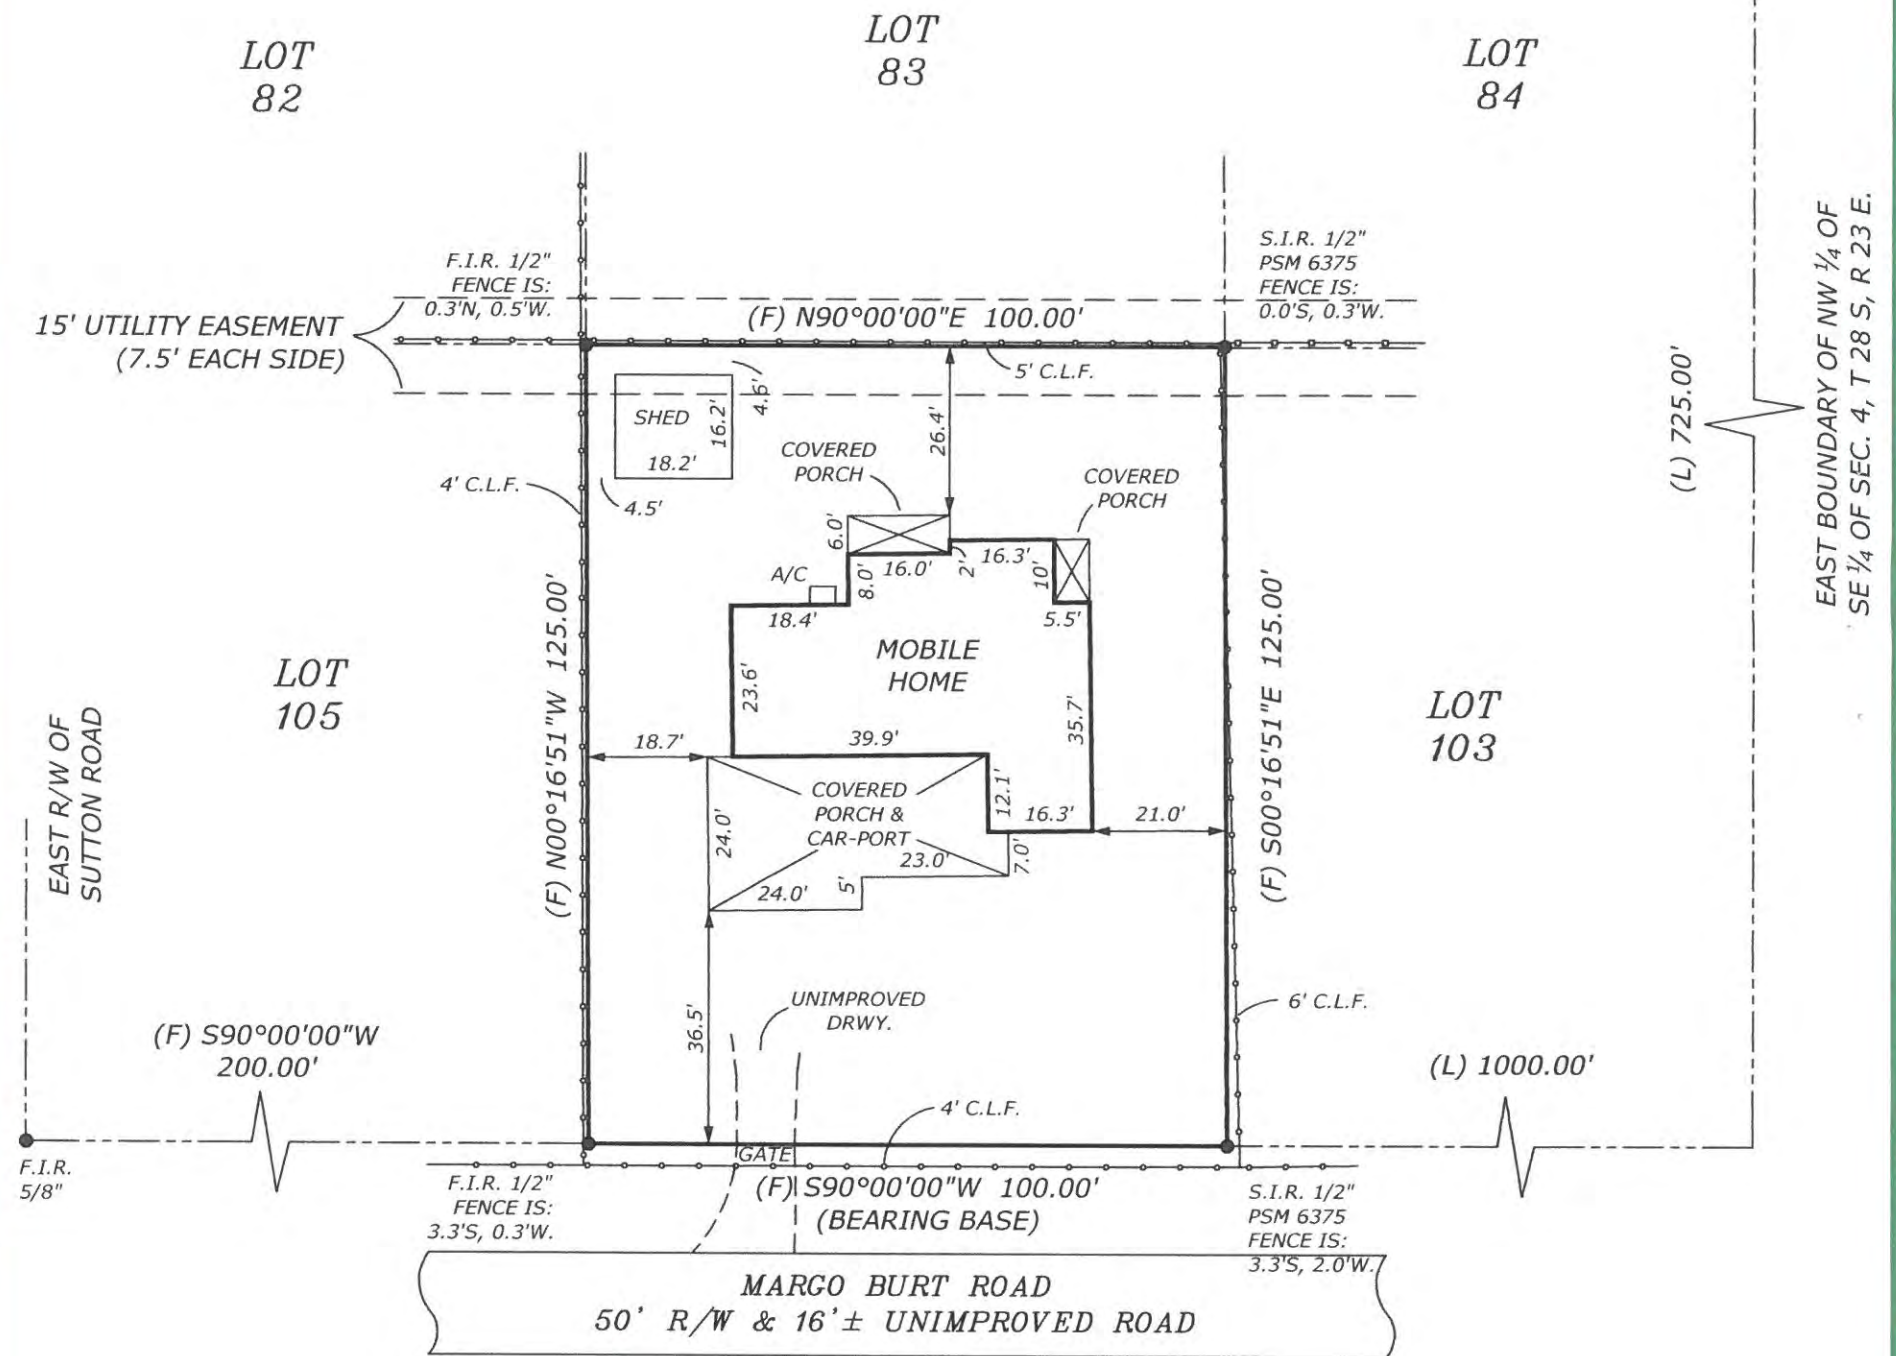 LOT
82
LOT
83
LOT
84
F.I.R. 1/2"
FENCE IS:
0.3'N, 0.5'W.
S.I.R. 1/2"
PSM 6375
FENCE IS:
0.0'S, 0.3'W.
15' UTILITY EASEMENT
(7.5' EACH SIDE)
(F) N90°00'00"E 100.00'
5' C.L.F.
4.6'
SHED
16.2'
18.2'
4.5'
4' C.L.F.
26.4'
COVERED
PORCH
COVERED
PORCH
6.0'
16.0'
2'
16.3'
10'
5.5'
A/C
8.0'
18.4'
MOBILE
HOME
23.6'
35.7'
39.9'
18.7'
12.1'
16.3'
21.0'
COVERED
PORCH &
CAR-PORT
24.0'
23.0'
7.0'
24.0'
5'
36.5'
(F) N00°16'51"W 125.00'
(F) S00°16'51"E 125.00'
(L) 725.00'
EAST BOUNDARY OF NW 1/4 OF
SE 1/4 OF SEC. 4, T 28 S, R 23 E.
LOT
105
LOT
103
EAST R/W OF
SUTTON ROAD
UNIMPROVED
DRWY.
6' C.L.F.
(F) S90°00'00"W
200.00'
(L) 1000.00'
4' C.L.F.
GATE
F.I.R.
5/8"
F.I.R. 1/2"
FENCE IS:
3.3'S, 0.3'W.
(F) S90°00'00"W 100.00'
(BEARING BASE)
S.I.R. 1/2"
PSM 6375
FENCE IS:
3.3'S, 2.0'W.
MARGO BURT ROAD
50' R/W & 16'± UNIMPROVED ROAD